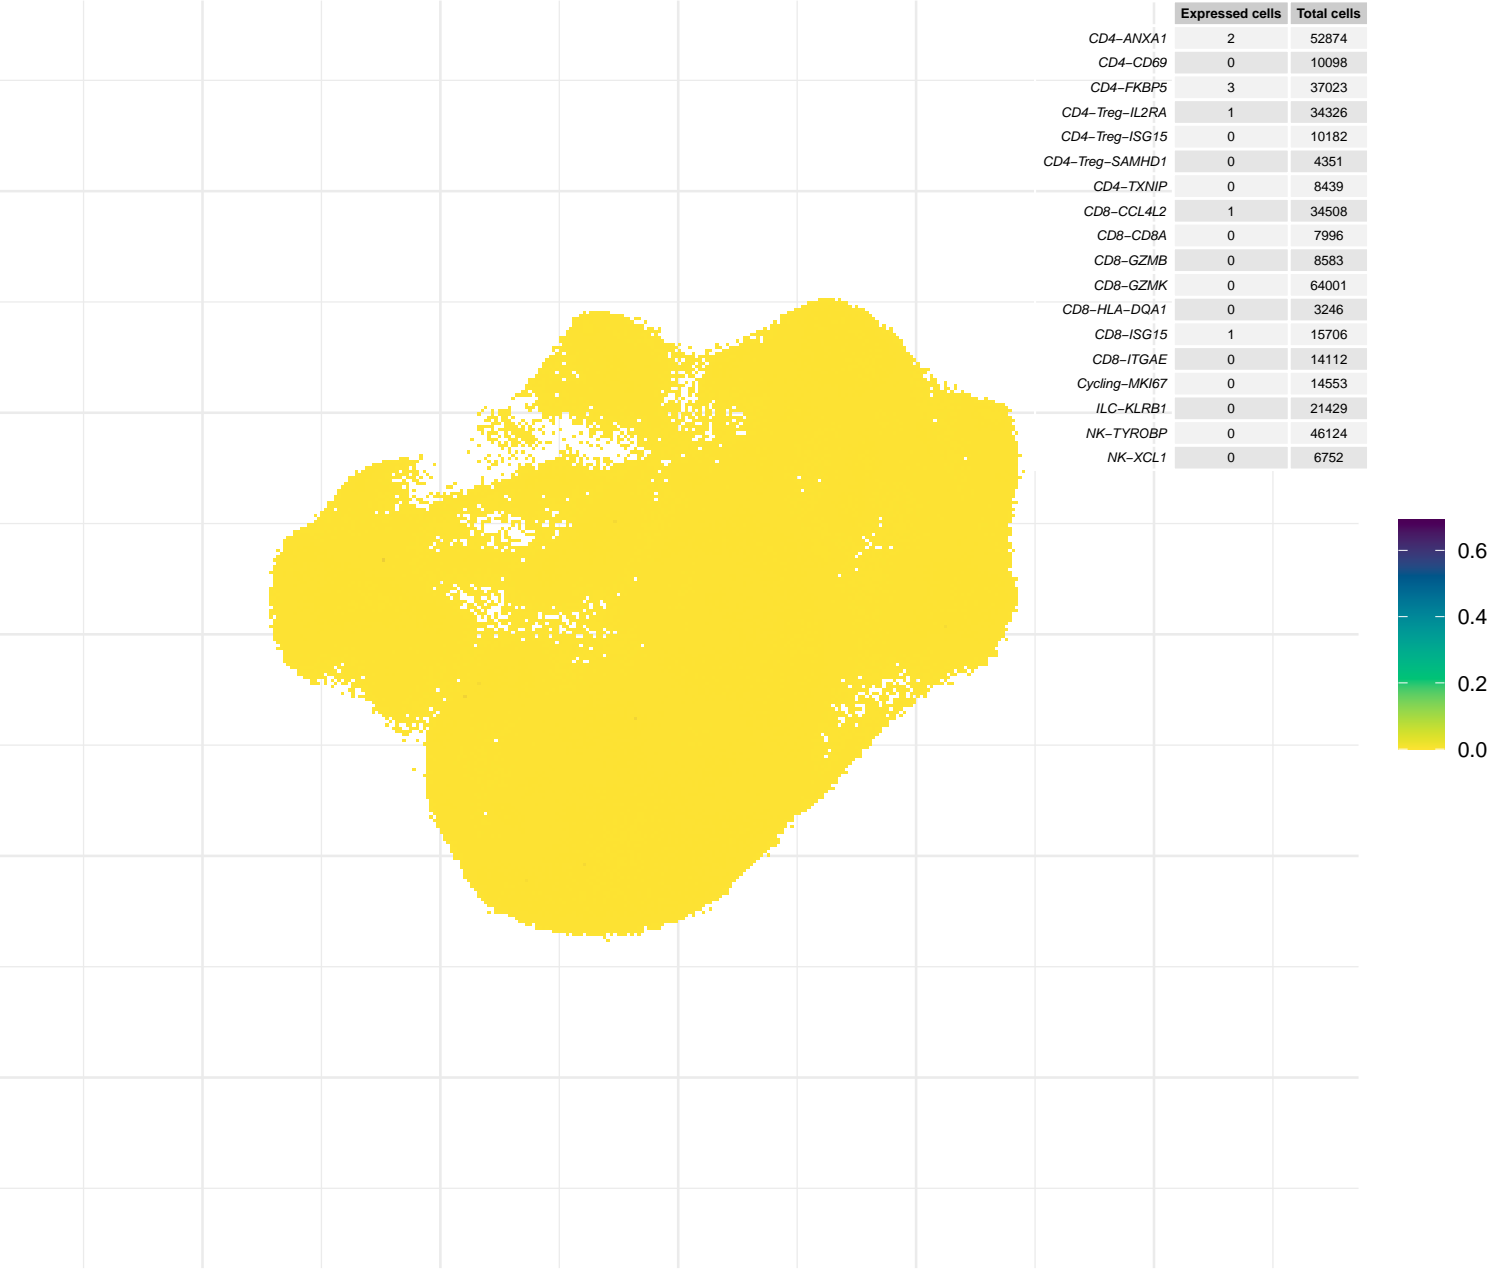 Expressed cells Total cells
CD4−ANXA1 2 52874
CD4−CD69 0 10098
CD4−FKBP5 3 37023
CD4−Treg−IL2RA 1 34326
CD4−Treg−ISG15 0 10182
CD4−Treg−SAMHD1 0 4351
CD4−TXNIP 0 8439
CD8−CCL4L2 1 34508
CD8−CD8A 0 7996
CD8−GZMB 0 8583
CD8−GZMK 0 64001
CD8−HLA−DQA1 0 3246
CD8−ISG15 1 15706
CD8−ITGAE 0 14112
Cycling−MKI67 0 14553
ILC−KLRB1 0 21429
NK−TYROBP 0 46124
NK−XCL1 0 6752
0.6
0.4
0.2
0.0